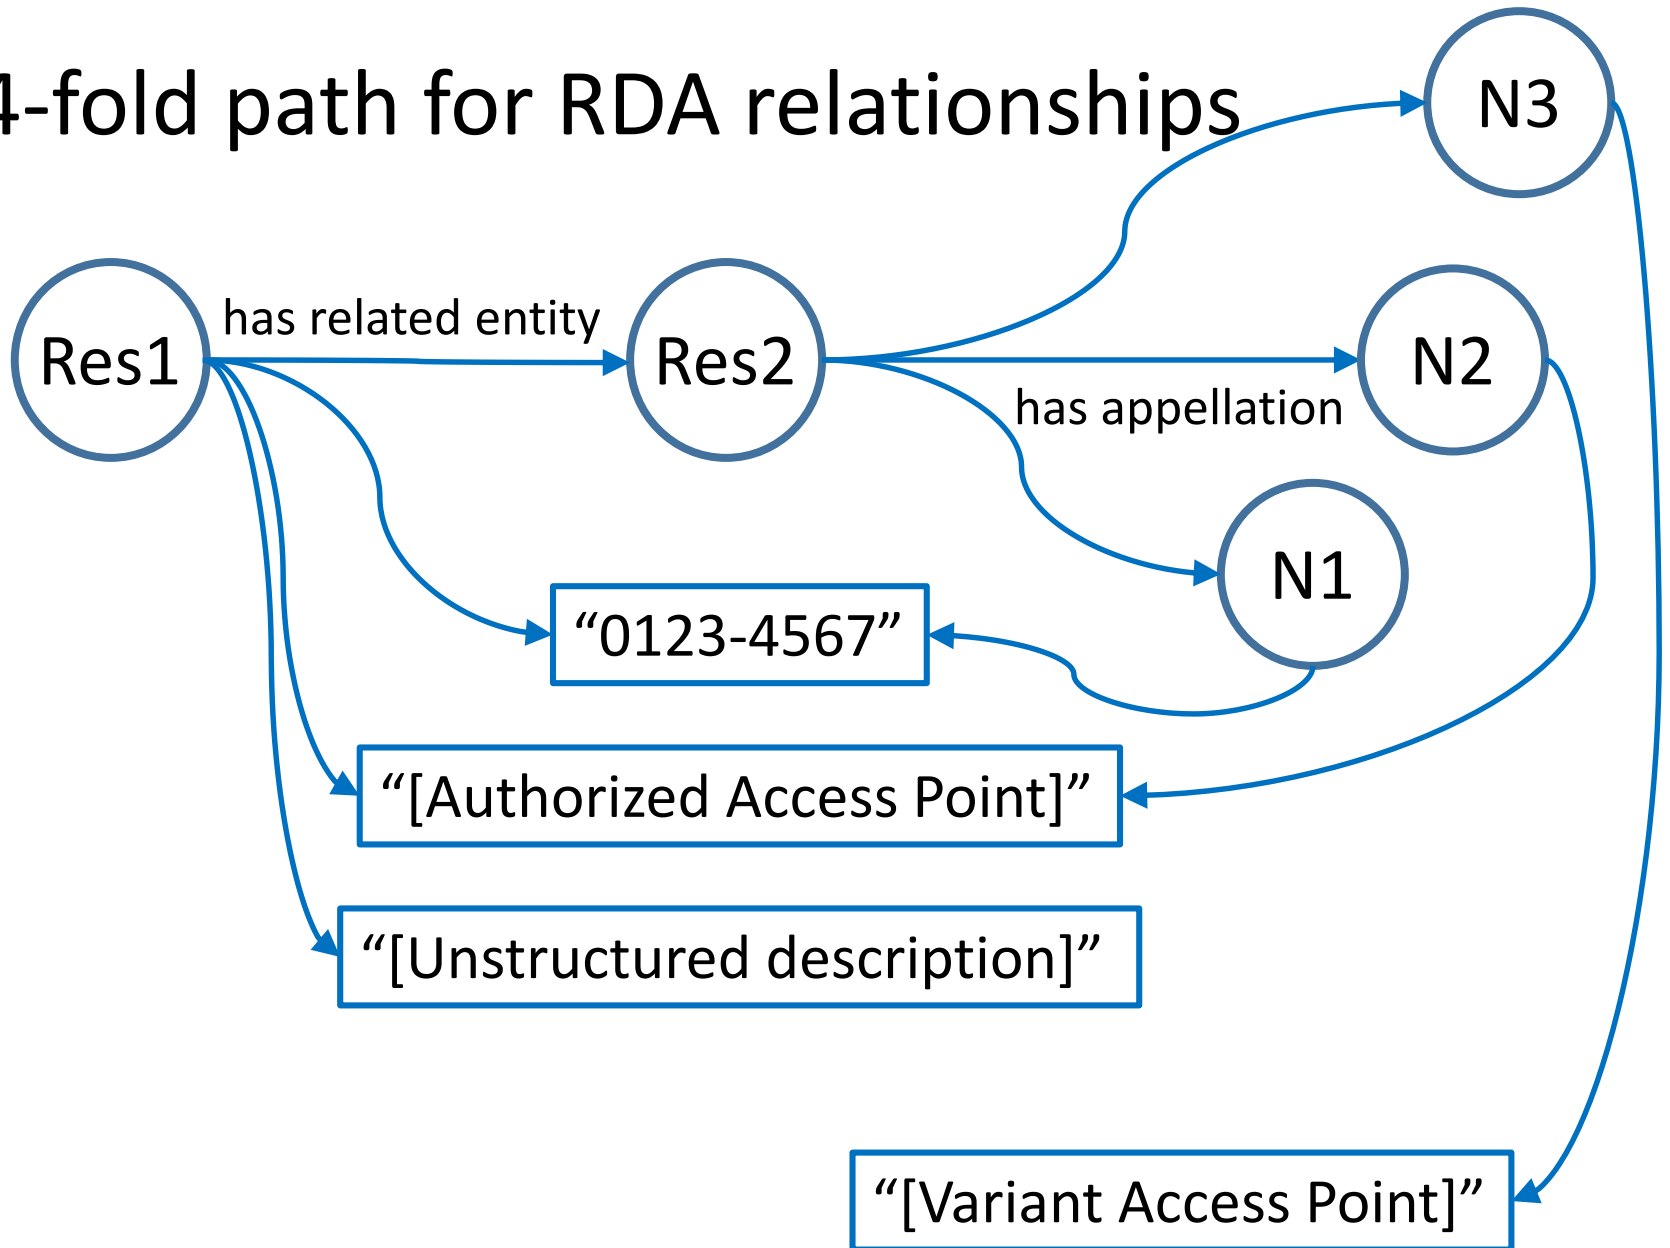 4-fold path for RDA relationships
N3
has related entity
Res1
Res2
N2
has appellation
N1
“0123-4567”
“[Authorized Access Point]”
“[Unstructured description]”
“[Variant Access Point]”